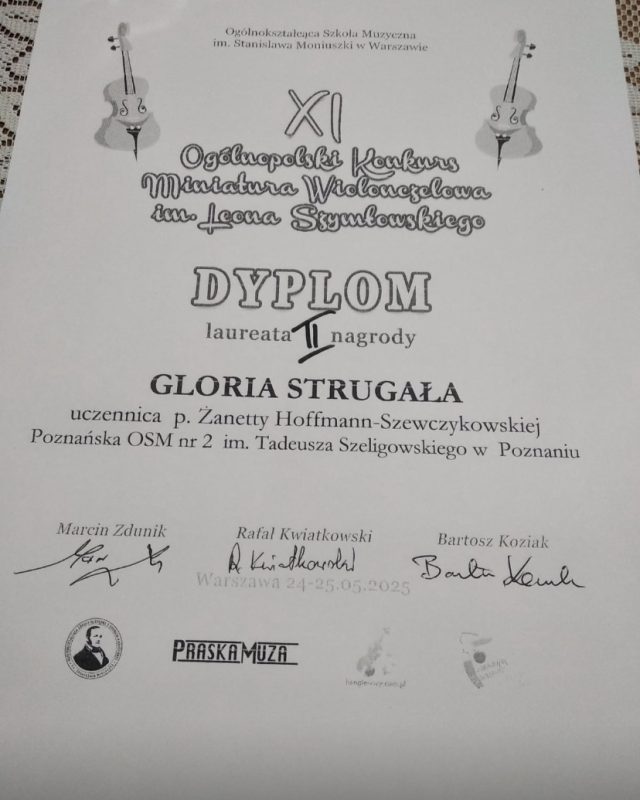 Ogólnokształcąca Szkoła Muzyczna
im. Stanisława Moniuszki w Warszawie
XI
Ogólnopolski Konkurs
Miniatura Wiolonczelowa
im. Leona Szymłowskiego
DYPLOM
laureata II nagrody
GLORIA STRUGAŁA
uczennica p. Żanetty Hoffmann-Szewczykowskiej
Poznańska OSM nr 2 im. Tadeusza Szeligowskiego w Poznaniu
Marcin Zdunik Rafał Kwiatkowski Bartosz Koziak
R Kwiatkowski
Warszawa 24-25.05.2025
PRASKA MUZA